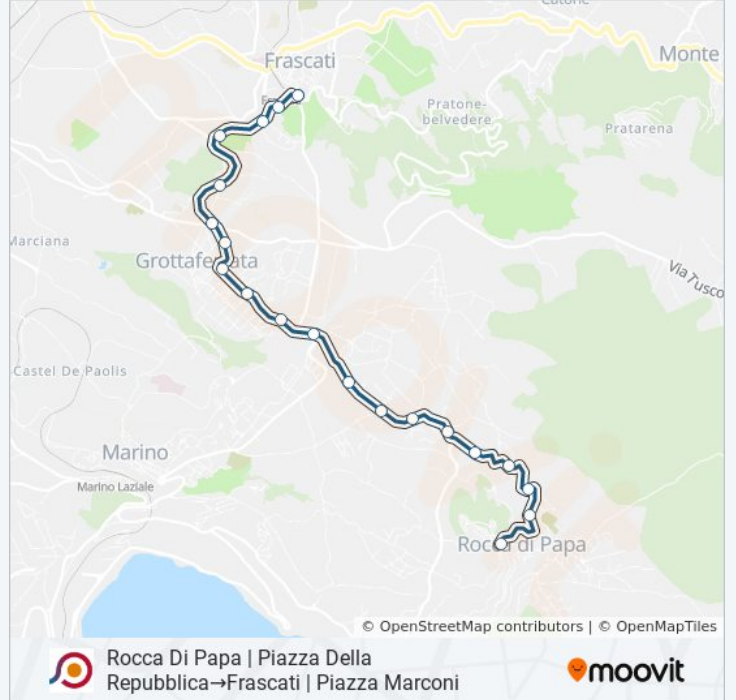 Catone
Frascati
Monte
Pratone-
belvedere
Pratarena
Marciana
Grottaferrata
Via Tusco
Castel De Paolis
Marino
Marino Laziale
Rocca di Papa
© OpenStreetMap contributors | © OpenMapTiles
Rocca Di Papa | Piazza Della
Repubblica→Frascati | Piazza Marconi
moovit